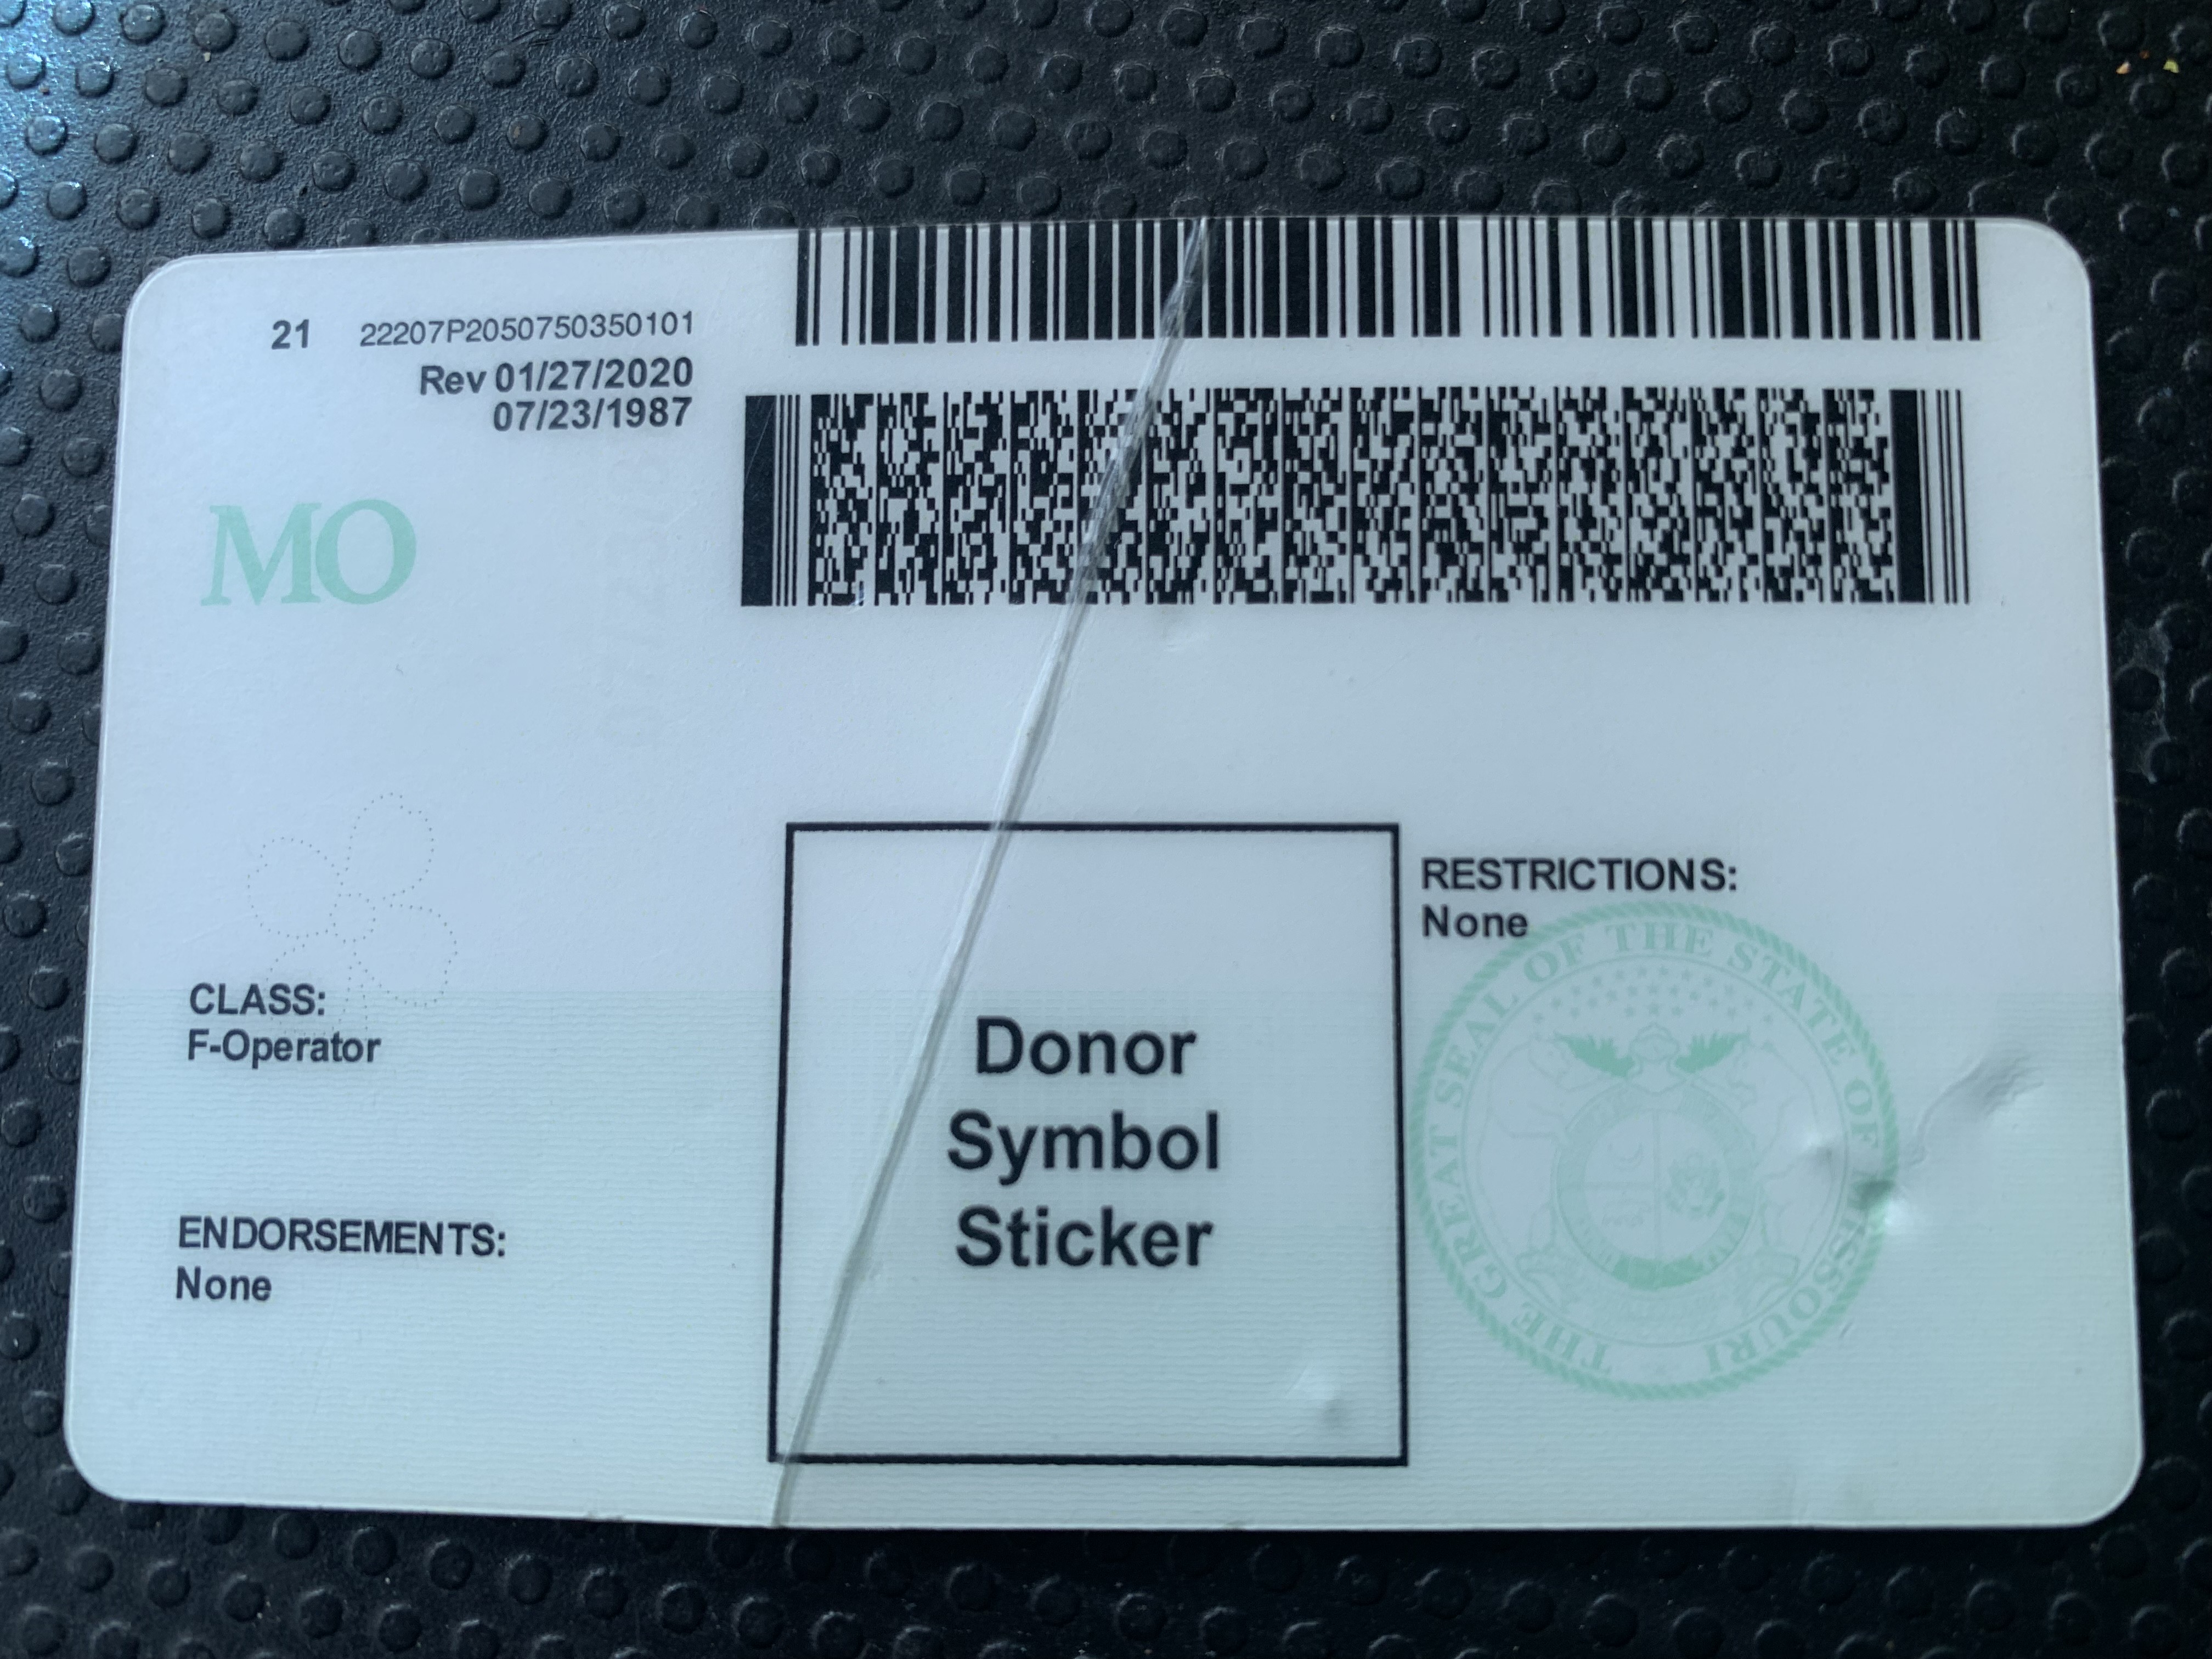 21 22207P2050750350101
Rev 01/27/2020
07/23/1987
MO
RESTRICTIONS:
None
CLASS:
F-Operator
Donor
Symbol
Sticker
ENDORSEMENTS:
None
THE GREAT SEAL OF THE STATE OF MISSOURI